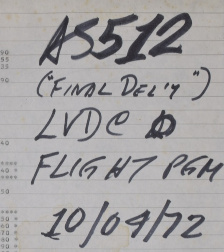 AS512
("FINAL DEL'Y")
LVDC
FLIGHT PGM
10/04/72